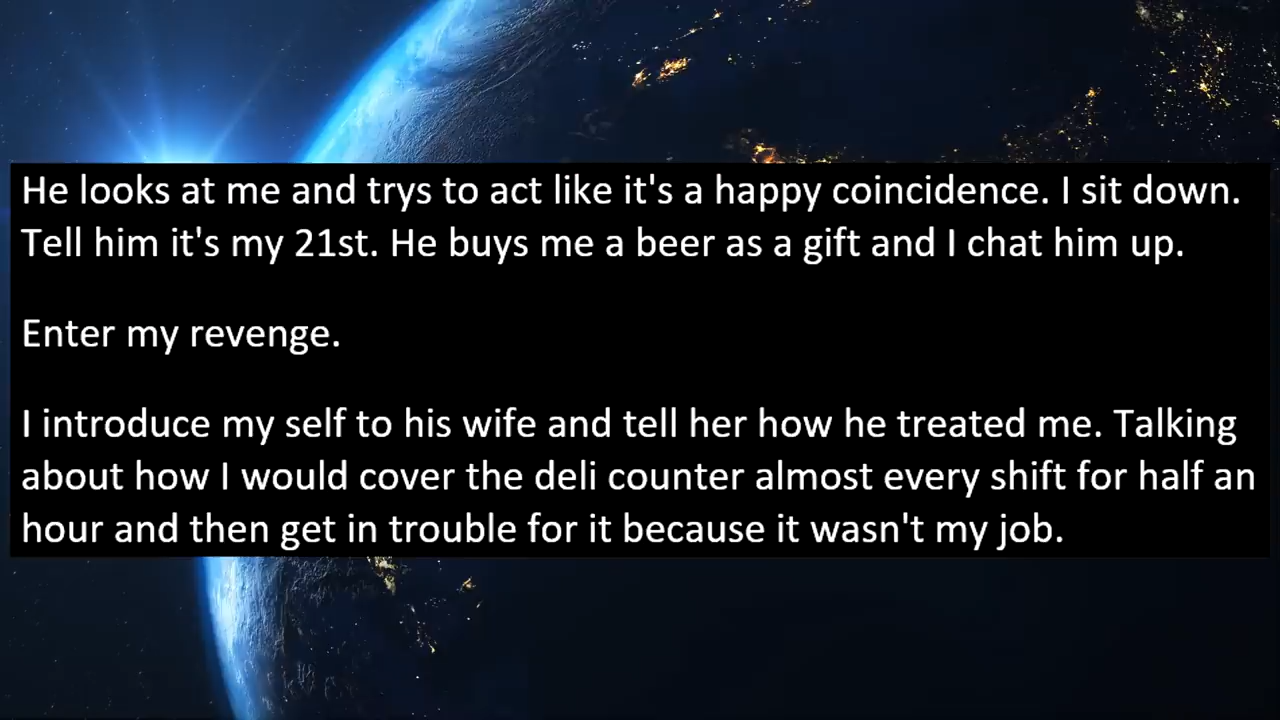 He looks at me and trys to act like it's a happy coincidence. I sit down.
Tell him it's my 21st. He buys me a beer as a gift and I chat him up.
Enter my revenge.
I introduce my self to his wife and tell her how he treated me. Talking
about how I would cover the deli counter almost every shift for half an
hour and then get in trouble for it because it wasn't my job.